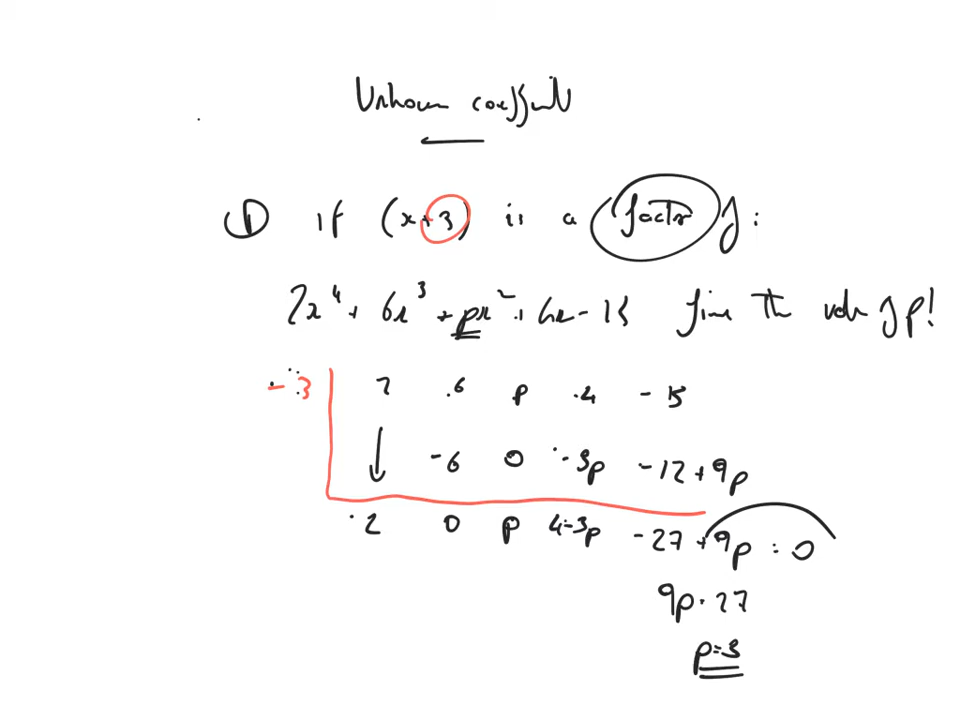 Unknown coefficients
① If (x+3) is a factor of:
2x⁴ + 6x³ + px² + 4x - 15 find the value of p!
-3 | 2 6 p 4 -15
↓ -6 0 -3p -12+9p
2 0 p 4-3p -27+9p = 0
9p = 27
p=3